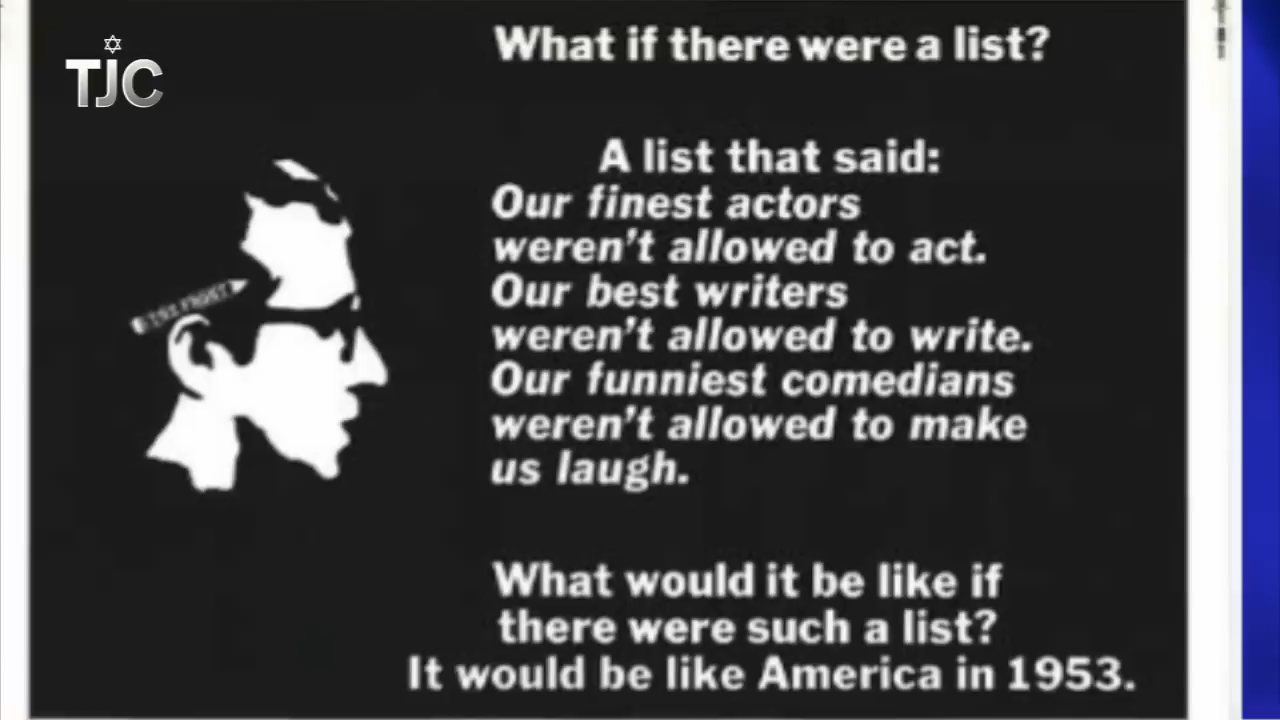 TJC
What if there were a list?
A list that said:
Our finest actors
weren't allowed to act.
Our best writers
weren't allowed to write.
Our funniest comedians
weren't allowed to make
us laugh.
THE FRONT
What would it be like if
there were such a list?
It would be like America in 1953.